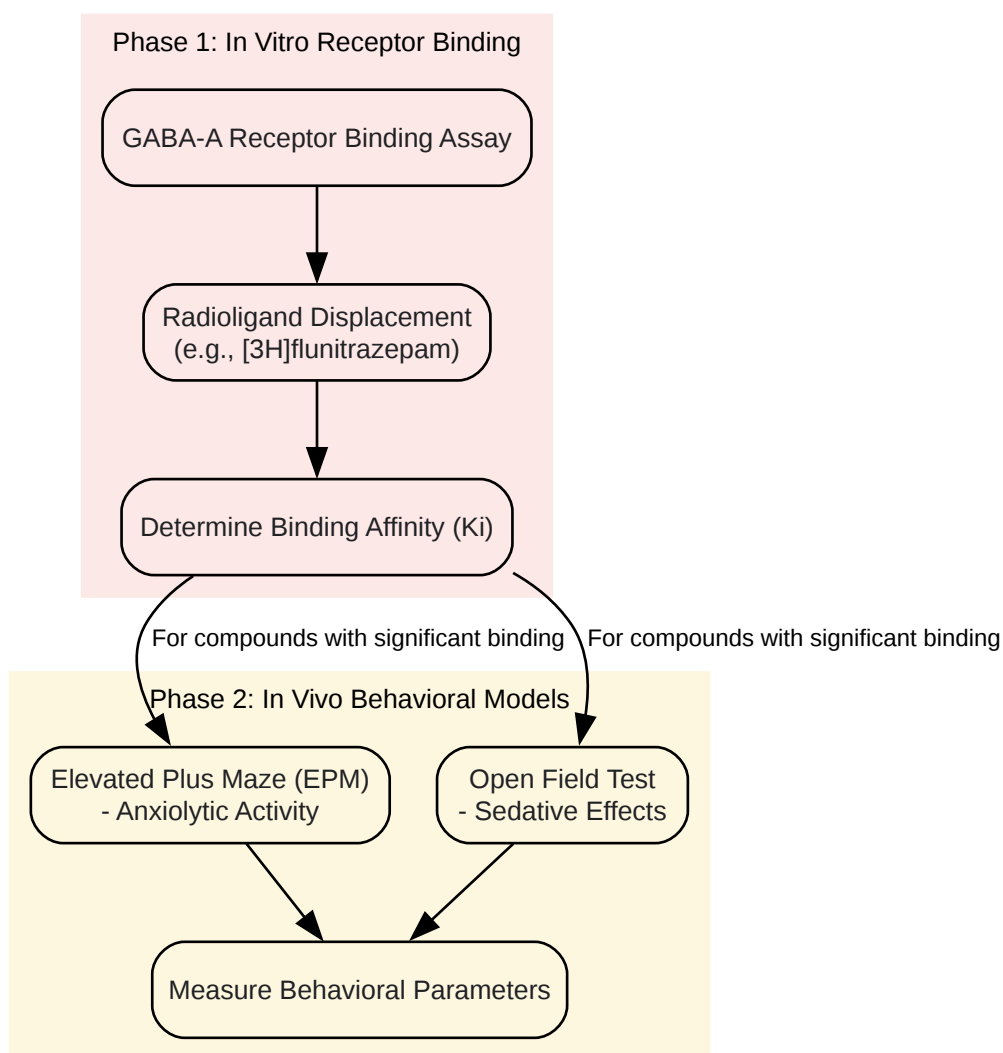 Phase 1: In Vitro Receptor Binding
GABA-A Receptor Binding Assay
Radioligand Displacement
(e.g., [3H]flunitrazepam)
Determine Binding Affinity (Ki)
For compounds with significant binding
For compounds with significant binding
Phase 2: In Vivo Behavioral Models
Elevated Plus Maze (EPM)
- Anxiolytic Activity
Open Field Test
- Sedative Effects
Measure Behavioral Parameters